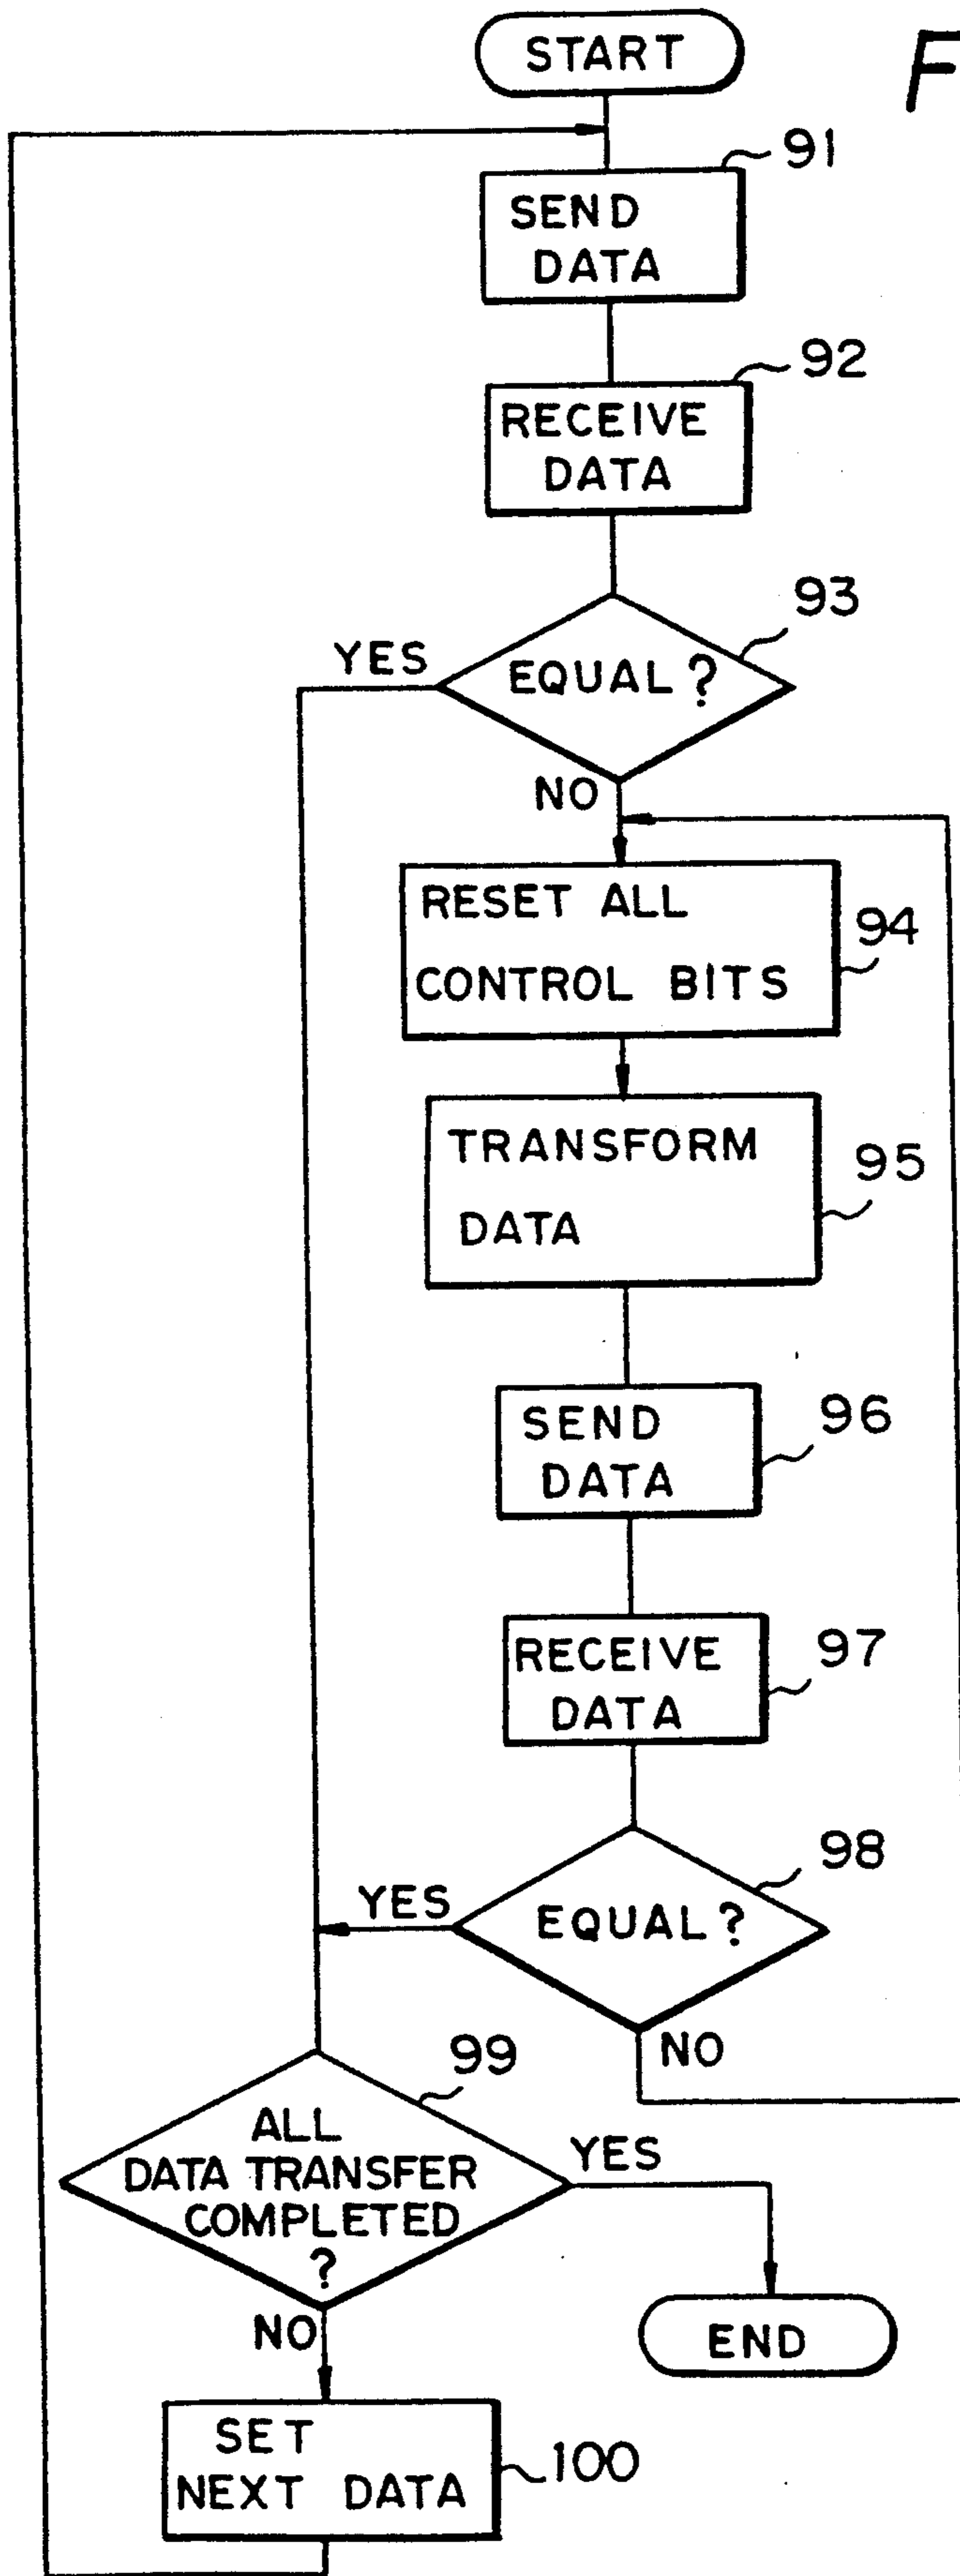 START
F
91
SEND
DATA
92
RECEIVE
DATA
93
YES
EQUAL ?
NO
RESET ALL
94
CONTROL BITS
TRANSFORM
95
DATA
96
SEND
DATA
97
RECEIVE
DATA
98
YES
EQUAL ?
NO
99
ALL
YES
DATA TRANSFER
COMPLETED
?
NO
END
SET
100
NEXT DATA